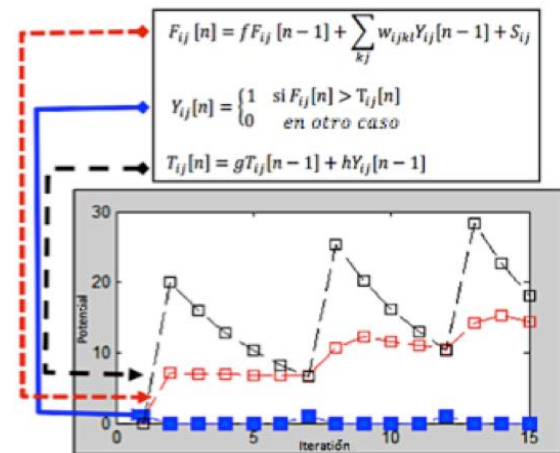 F_{ij}[n] = fF_{ij}[n-1] + \sum_{kj} w_{ijkl}Y_{ij}[n-1] + S_{ij}
Y_{ij}[n] = {1 si F_{ij}[n] > T_{ij}[n]
0 en otro caso
T_{ij}[n] = gT_{ij}[n-1] + hY_{ij}[n-1]
30
20
Potencial
10
0
0 5 10 15
Iteratión